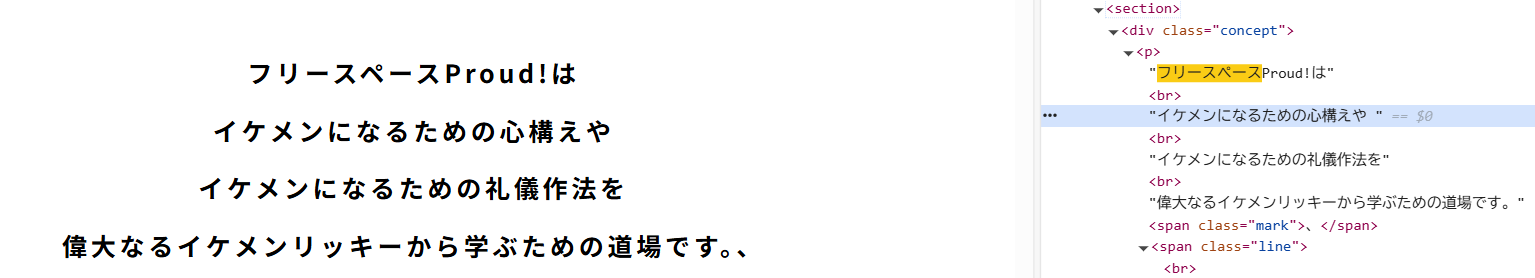 フリースペースProud!は
イケメンになるための心構えや
イケメンになるための礼儀作法を
偉大なるイケメンリッキーから学ぶための道場です。、
<section>
<div class="concept">
<p>
"フリースペースProud!は"
<br>
"イケメンになるための心構えや " == $0
<br>
"イケメンになるための礼儀作法を"
<br>
"偉大なるイケメンリッキーから学ぶための道場です。"
<span class="mark">、</span>
<span class="line">
<br>